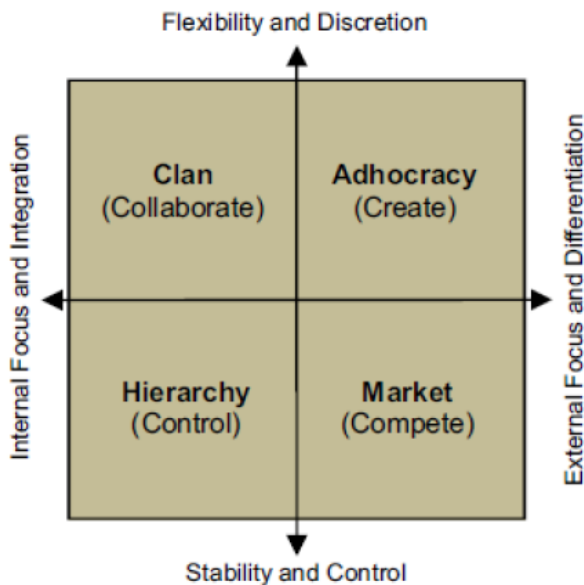 Flexibility and Discretion
Internal Focus and Integration
Clan
(Collaborate)
Adhocracy
(Create)
External Focus and Differentiation
Hierarchy
(Control)
Market
(Compete)
Stability and Control